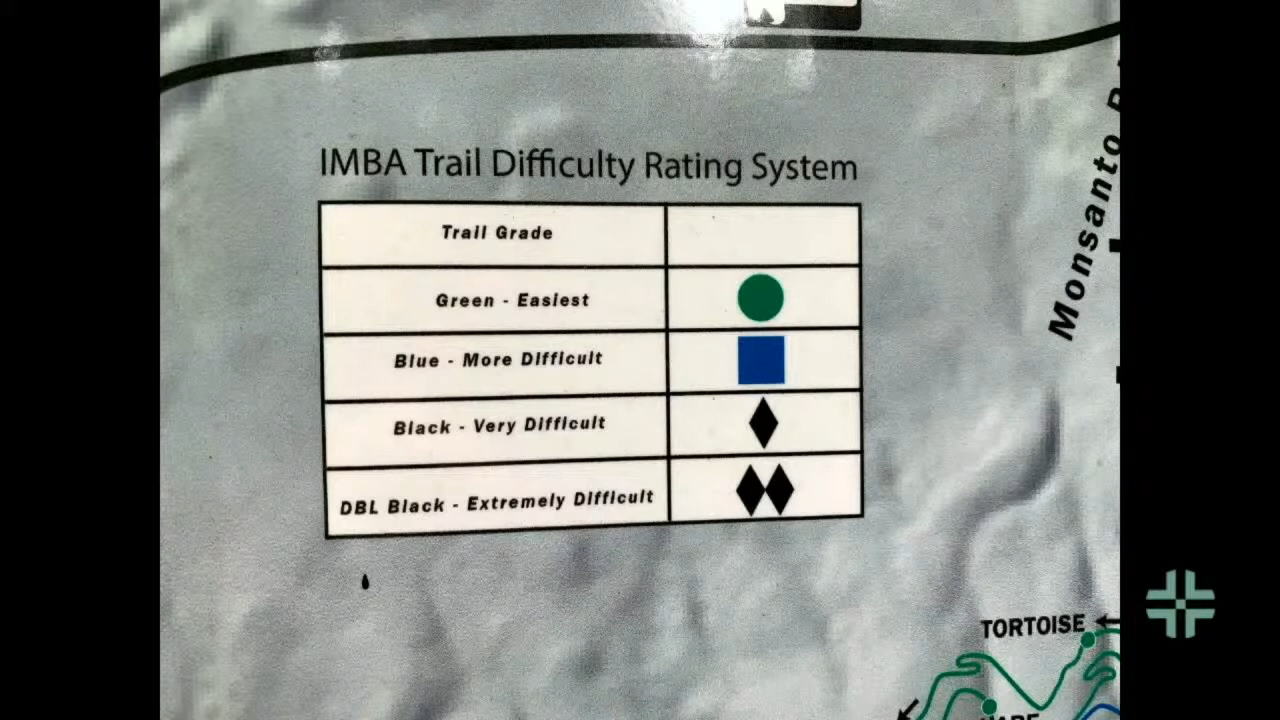 IMBA Trail Difficulty Rating System
Trail Grade
Green - Easiest
Blue - More Difficult
Black - Very Difficult
DBL Black - Extremely Difficult
Monsanto
TORTOISE